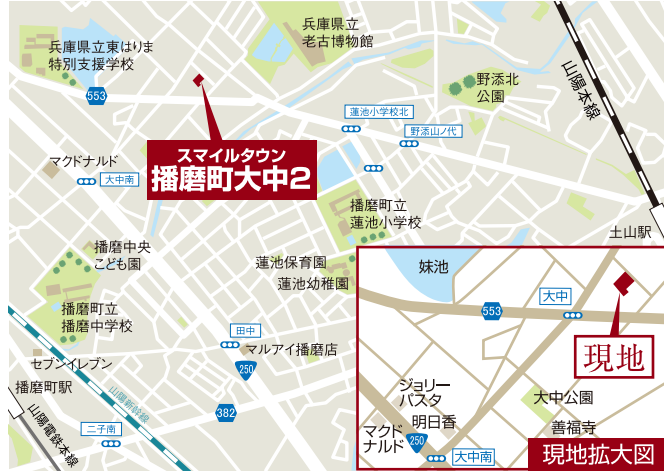 兵庫県立東はりま
特別支援学校
兵庫県立
老古博物館
553
野添北
公園
山陽本線
蓮池小学校北
野添山ノ代
スマイルタウン
播磨町大中2
マクドナルド
大中南
播磨町立
蓮池小学校
土山駅
播磨中央
こども園
蓮池保育園
蓮池幼稚園
播磨町立
播磨中学校
田中
マルアイ播磨店
250
セブンイレブン
播磨町駅
山陽新幹線
382
山陽電鉄本線
二子南
妹池
553
大中
現地
ジョリー
パスタ
大中公園
明日香
マクド
ナルド
250
善福寺
大中南
現地拡大図